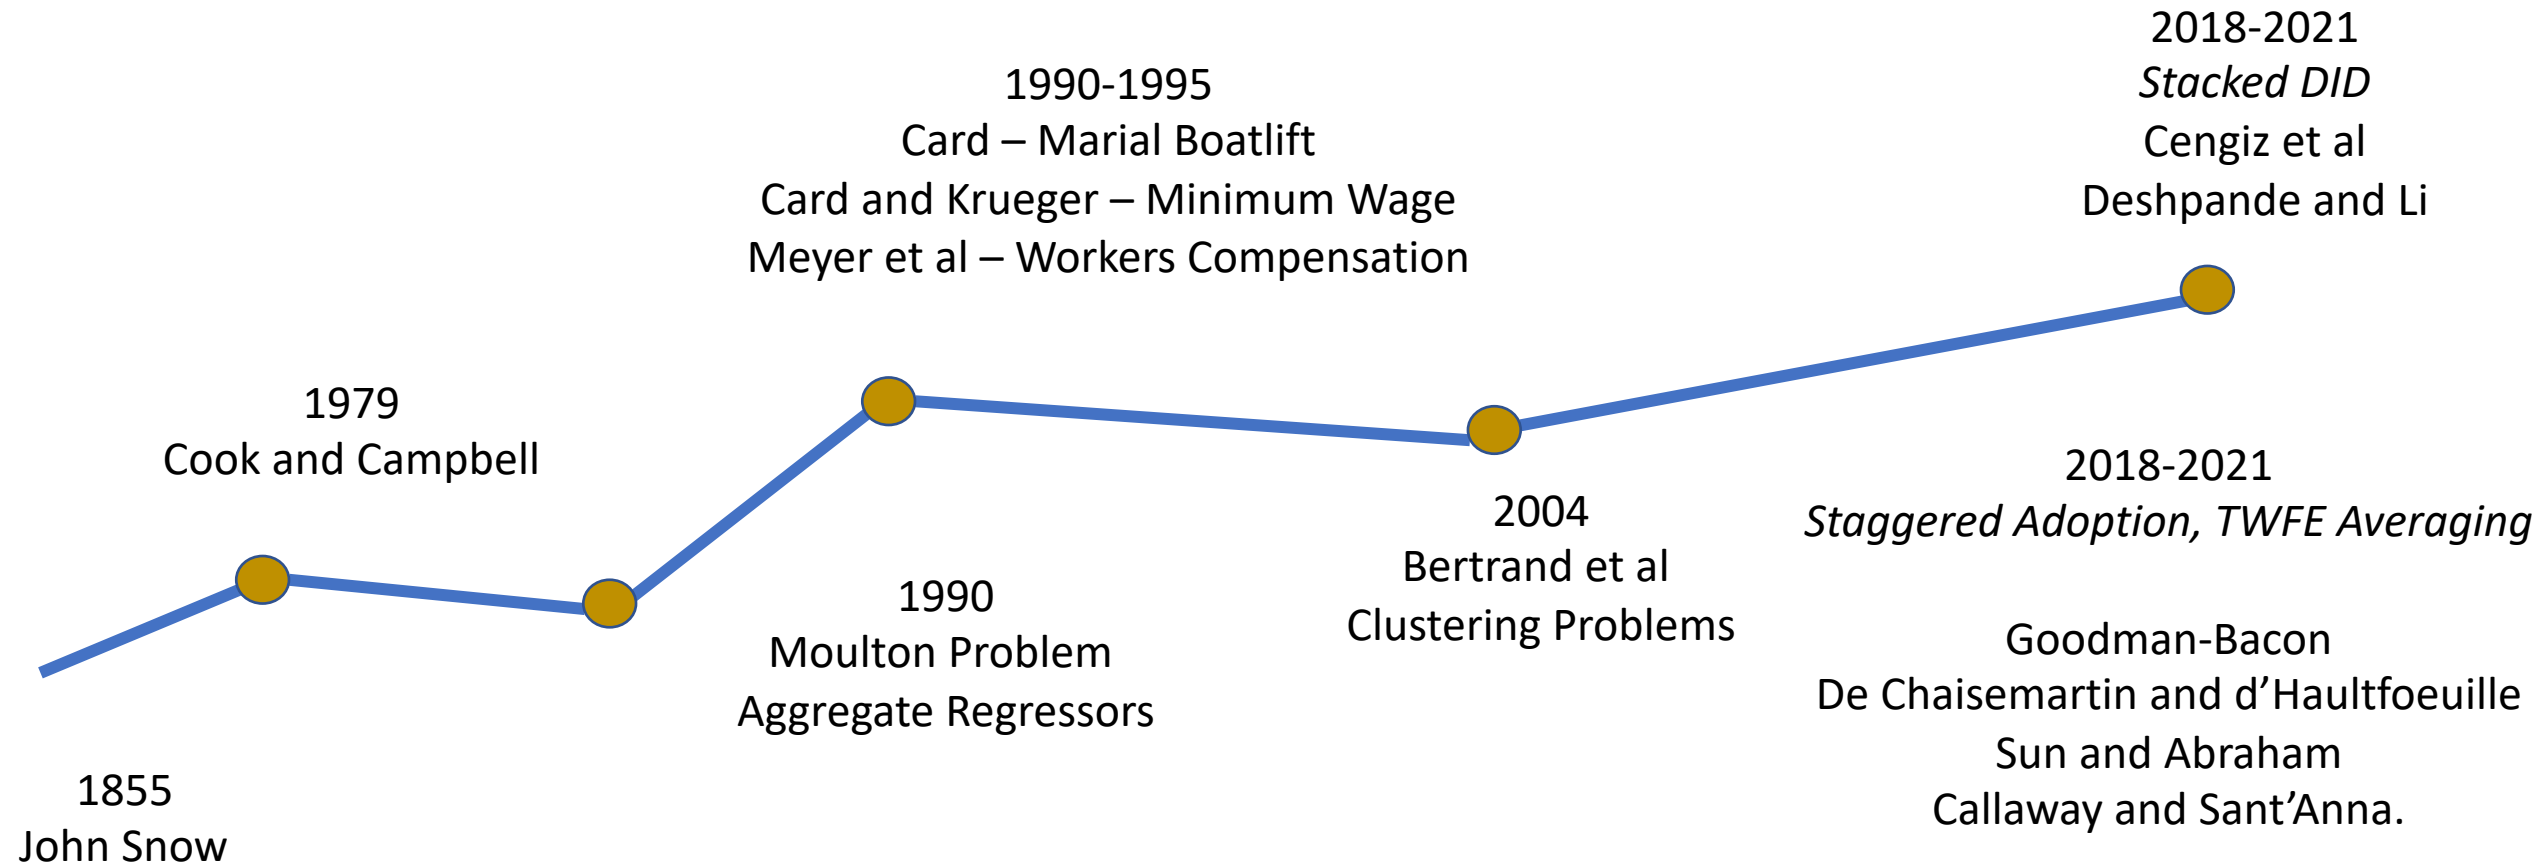 1855
John Snow
1979
Cook and Campbell
1990
Moulton Problem
Aggregate Regressors
1990-1995
Card – Marial Boatlift
Card and Krueger – Minimum Wage
Meyer et al – Workers Compensation
2004
Bertrand et al
Clustering Problems
2018-2021
Stacked DID
Cengiz et al
Deshpande and Li
2018-2021
Staggered Adoption, TWFE Averaging
Goodman-Bacon
De Chaisemartin and d’Haultfoeuille
Sun and Abraham
Callaway and Sant’Anna.